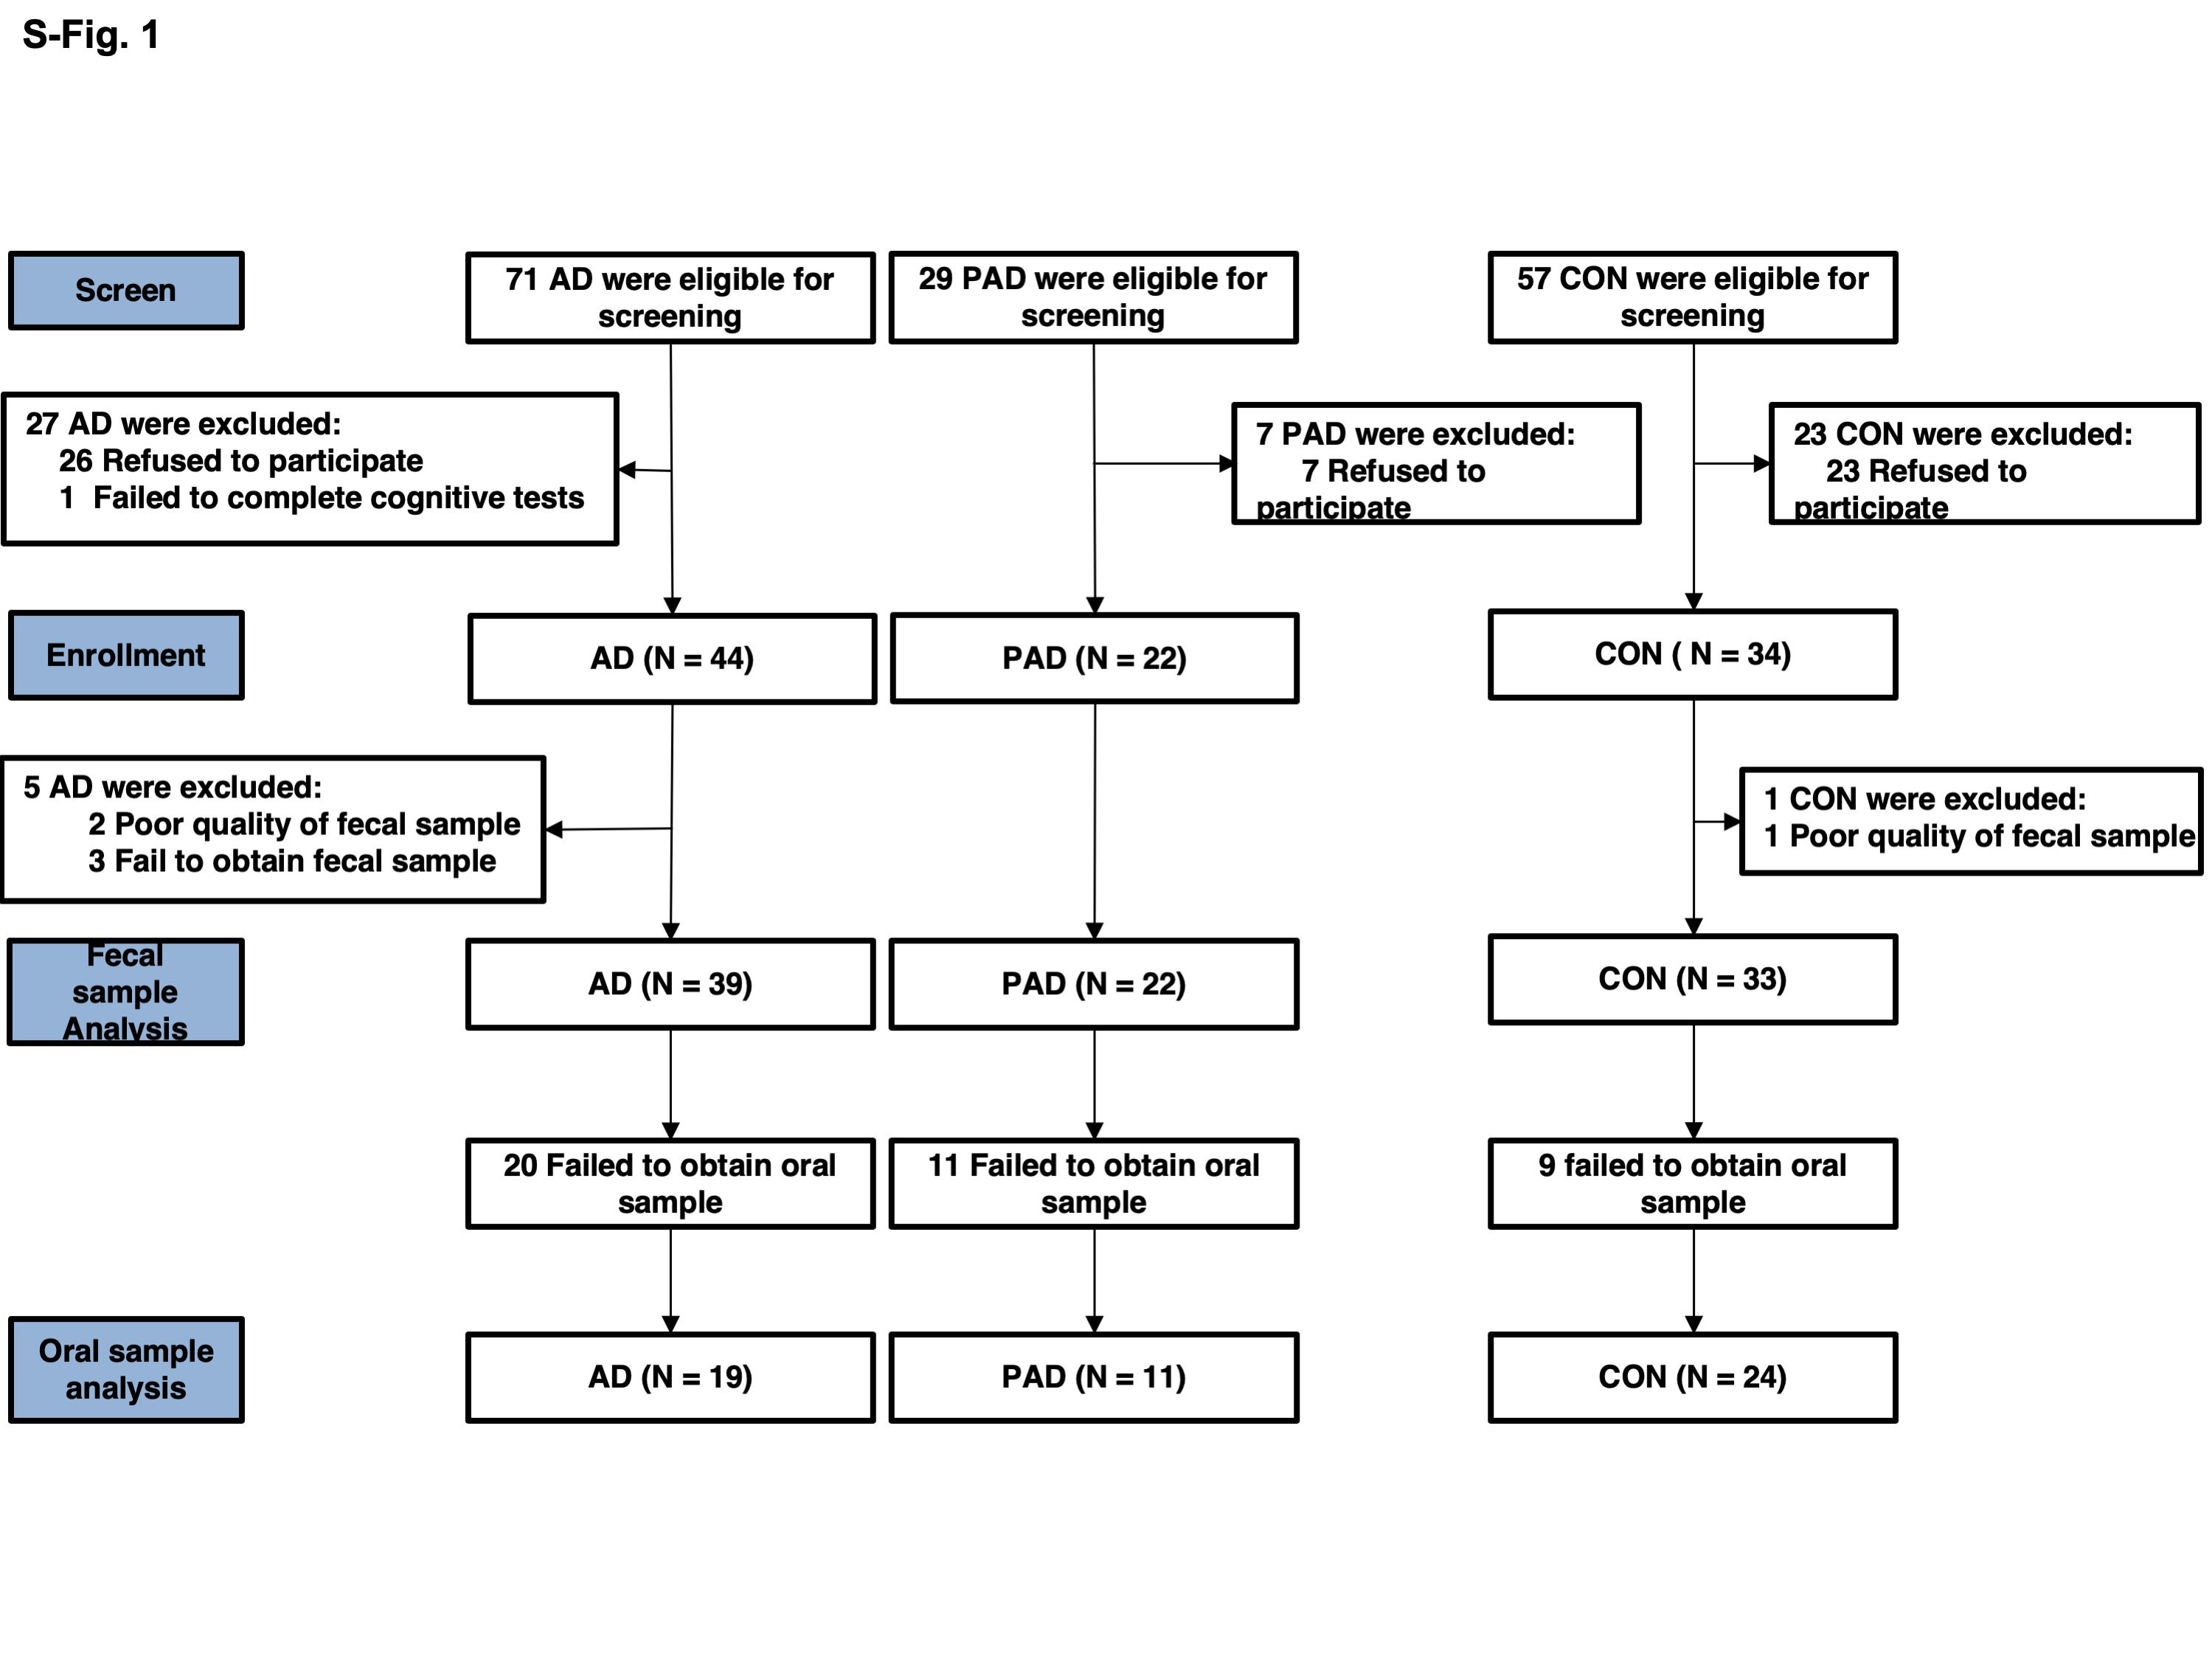 S-Fig. 1
Screen
71 AD were eligible for
screening
29 PAD were eligible for
screening
57 CON were eligible for
screening
27 AD were excluded:
26 Refused to participate
1  Failed to complete cognitive tests
7 PAD were excluded:
7 Refused to
participate
23 CON were excluded:
23 Refused to
participate
Enrollment
AD (N = 44)
PAD (N = 22)
CON ( N = 34)
5 AD were excluded:
2 Poor quality of fecal sample
3 Fail to obtain fecal sample
1 CON were excluded:
1 Poor quality of fecal sample
Fecal
sample
Analysis
AD (N = 39)
PAD (N = 22)
CON (N = 33)
20 Failed to obtain oral
sample
11 Failed to obtain oral
sample
9 failed to obtain oral
sample
Oral sample
analysis
AD (N = 19)
PAD (N = 11)
CON (N = 24)